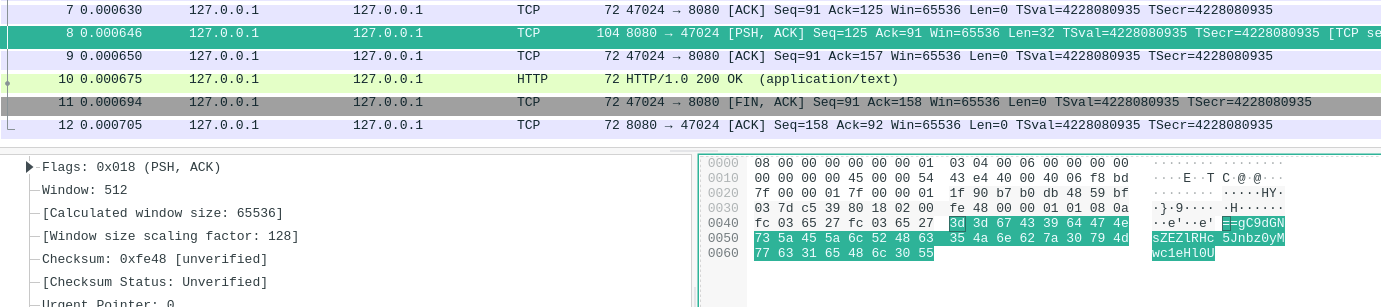 7 0.000630 127.0.0.1 127.0.0.1 TCP 72 47024 → 8080 [ACK] Seq=91 Ack=125 Win=65536 Len=0 TSval=4228080935 TSecr=4228080935
8 0.000646 127.0.0.1 127.0.0.1 TCP 104 8080 → 47024 [PSH, ACK] Seq=125 Ack=91 Win=65536 Len=32 TSval=4228080935 TSecr=4228080935 [TCP se
9 0.000650 127.0.0.1 127.0.0.1 TCP 72 47024 → 8080 [ACK] Seq=91 Ack=157 Win=65536 Len=0 TSval=4228080935 TSecr=4228080935
10 0.000675 127.0.0.1 127.0.0.1 HTTP 72 HTTP/1.0 200 OK (application/text)
11 0.000694 127.0.0.1 127.0.0.1 TCP 72 47024 → 8080 [FIN, ACK] Seq=91 Ack=158 Win=65536 Len=0 TSval=4228080935 TSecr=4228080935
12 0.000705 127.0.0.1 127.0.0.1 TCP 72 8080 → 47024 [ACK] Seq=158 Ack=92 Win=65536 Len=0 TSval=4228080935 TSecr=4228080935
Flags: 0x018 (PSH, ACK)
Window: 512
[Calculated window size: 65536]
[Window size scaling factor: 128]
Checksum: 0xfe48 [unverified]
[Checksum Status: Unverified]
Urgent Pointer: 0
0000 08 00 00 00 00 00 00 01 03 04 00 06 00 00 00 00 ········ ········
0010 00 00 00 00 45 00 00 54 43 e4 40 00 40 06 f8 bd ····E··T C·@·@···
0020 7f 00 00 01 7f 00 00 01 1f 90 b7 b0 db 48 59 bf ········ ·····HY·
0030 03 7d c5 39 80 18 02 00 fe 48 00 00 01 01 08 0a ·}·9···· ·H······
0040 fc 03 65 27 fc 03 65 27 3d 3d 67 43 39 64 47 4e ··e'··e' ==gC9dGN
0050 73 5a 45 5a 6c 52 48 63 35 4a 6e 62 7a 30 79 4d sZEZlRHc 5Jnbz0yM
0060 77 63 31 65 48 6c 30 55 wc1eHl0U